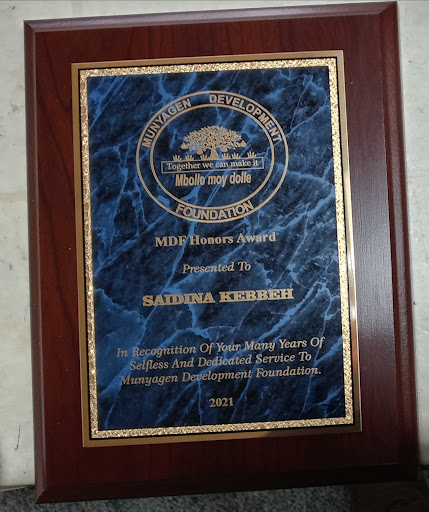 MUNYAGEN DEVELOPMENT
Together we can make it
Mbollo moy dolle
FOUNDATION
MDF Honors Award
Presented To
SAIDINA KEBBEH
In Recognition Of Your Many Years Of
Selfless And Dedicated Service To
Munyagen Development Foundation.
2021